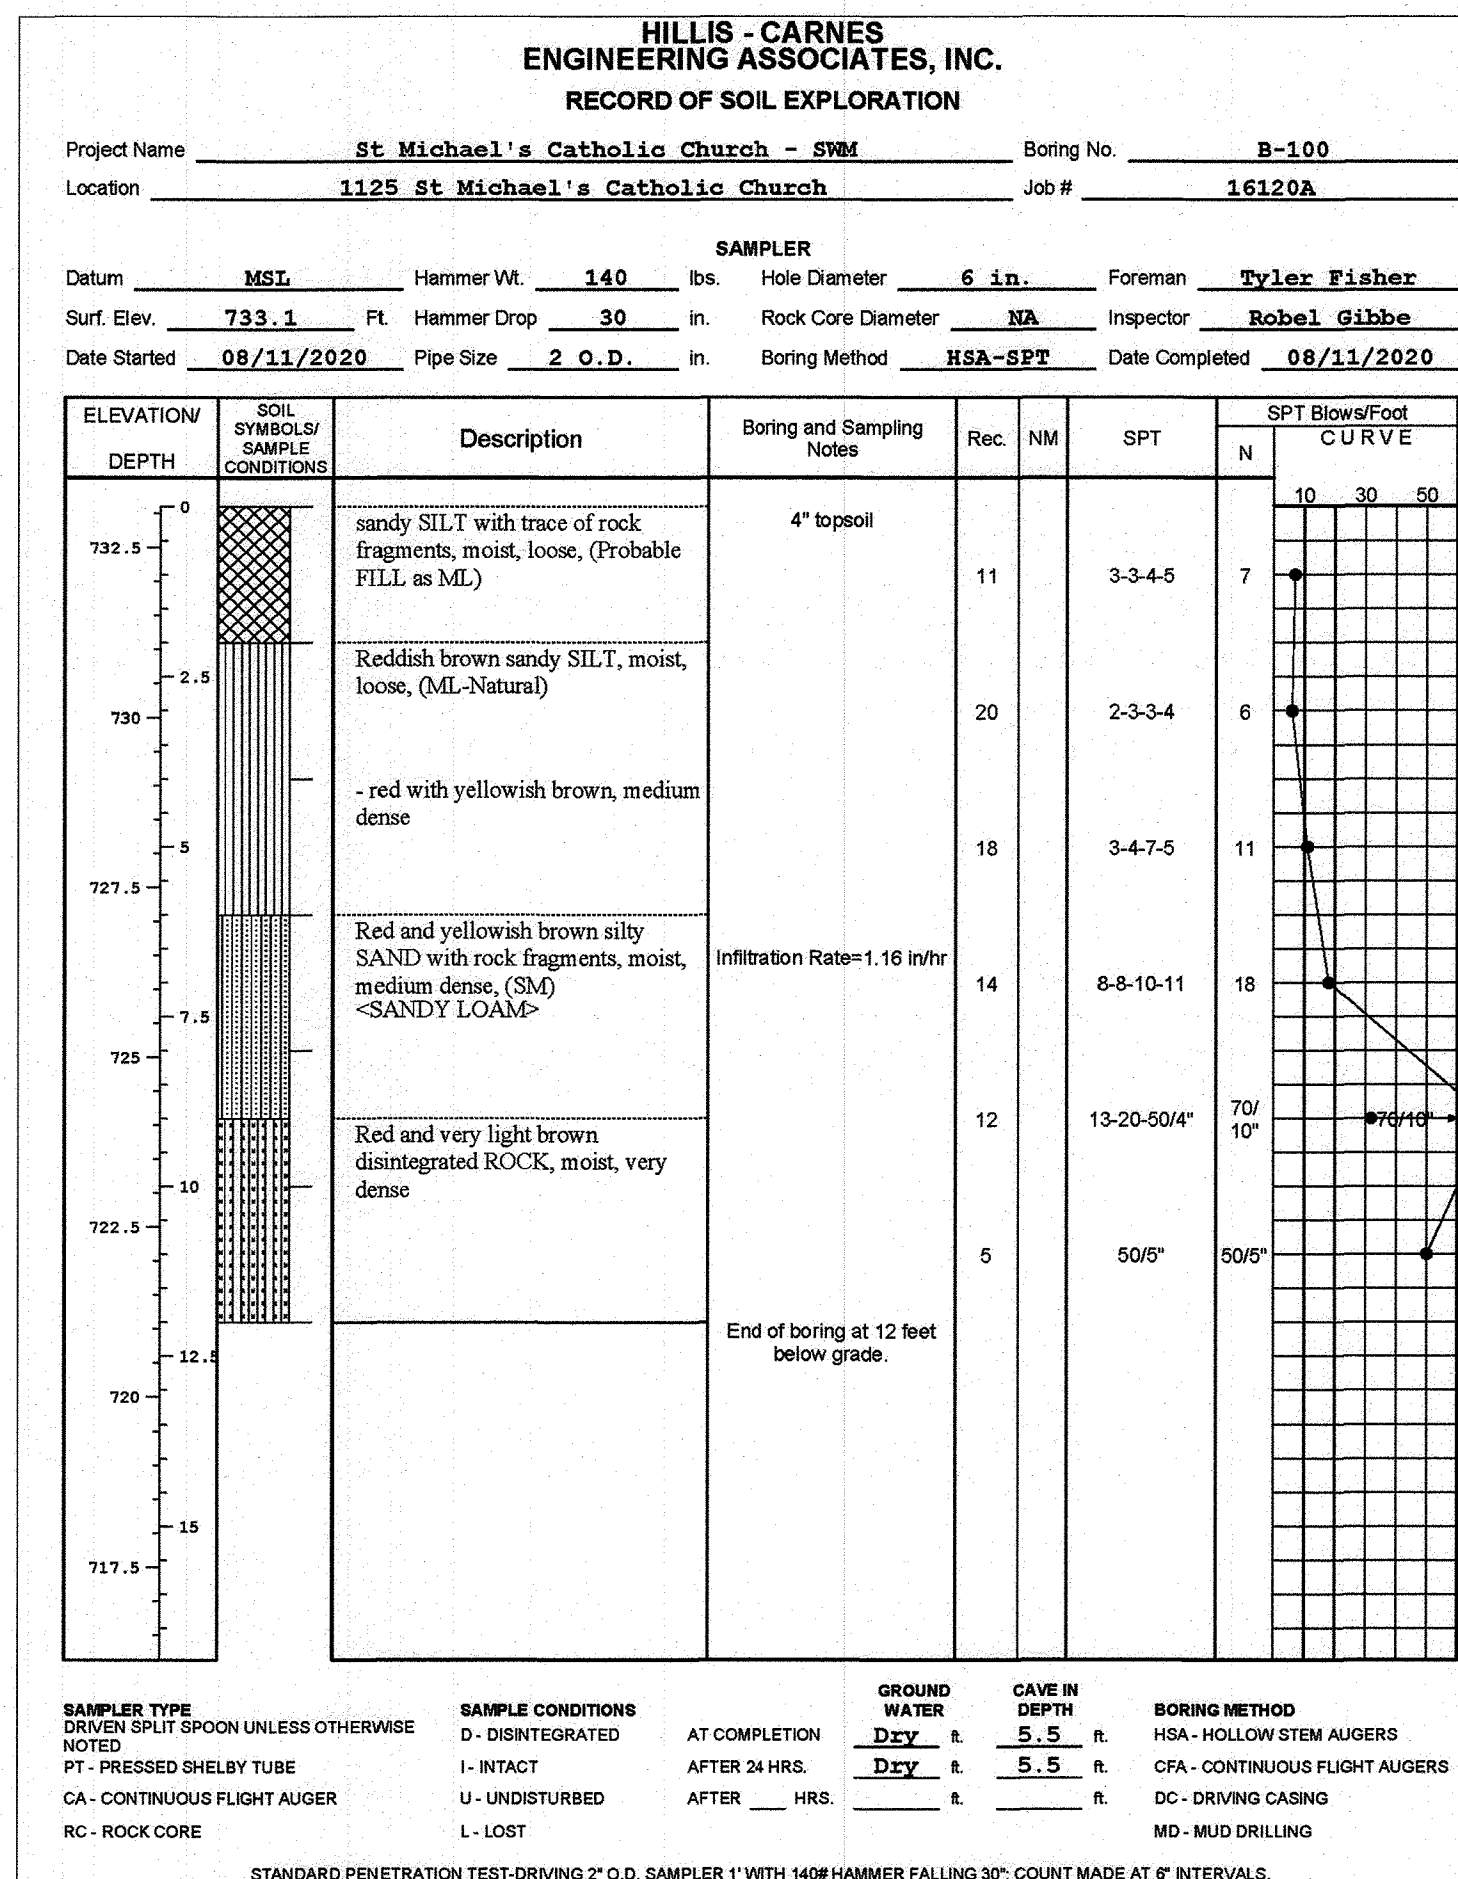 HILLIS - CARNES
ENGINEERING ASSOCIATES, INC.
RECORD OF SOIL EXPLORATION
Project Name St Michael's Catholic Church - SWM Boring No. B-100
Location 1125 St Michael's Catholic Church Job # 16120A
SAMPLER
Datum MSL Hammer Wt. 140 lbs. Hole Diameter 6 in. Foreman Tyler Fisher
Surf. Elev. 733.1 Ft. Hammer Drop 30 in. Rock Core Diameter NA Inspector Robel Gibbe
Date Started 08/11/2020 Pipe Size 2 O.D. in. Boring Method HSA-SPT Date Completed 08/11/2020
ELEVATION/
DEPTH
SOIL
SYMBOLS/
SAMPLE
CONDITIONS
Description
Boring and Sampling
Notes
Rec.
NM
SPT
SPT Blows/Foot
N
CURVE
10 30 50
0
4" topsoil
sandy SILT with trace of rock
fragments, moist, loose, (Probable
FILL as ML)
732.5
11 3-3-4-5 7
Reddish brown sandy SILT, moist,
loose, (ML-Natural)
2.5
730
20 2-3-3-4 6
- red with yellowish brown, medium
dense
5
18 3-4-7-5 11
727.5
Red and yellowish brown silty
SAND with rock fragments, moist,
medium dense, (SM)
<SANDY LOAM>
Infiltration Rate=1.16 in/hr
14 8-8-10-11 18
7.5
725
12 13-20-50/4" 70/
10"
70/10"
Red and very light brown
disintegrated ROCK, moist, very
dense
10
722.5
5 50/5" 50/5"
End of boring at 12 feet
below grade.
12.5
720
15
717.5
SAMPLER TYPE
DRIVEN SPLIT SPOON UNLESS OTHERWISE
NOTED
PT - PRESSED SHELBY TUBE
CA - CONTINUOUS FLIGHT AUGER
RC - ROCK CORE
SAMPLE CONDITIONS
D - DISINTEGRATED
I - INTACT
U - UNDISTURBED
L - LOST
GROUND
WATER
CAVE IN
DEPTH
AT COMPLETION Dry ft. 5.5 ft.
AFTER 24 HRS. Dry ft. 5.5 ft.
AFTER ___ HRS. ft. ft.
BORING METHOD
HSA - HOLLOW STEM AUGERS
CFA - CONTINUOUS FLIGHT AUGERS
DC - DRIVING CASING
MD - MUD DRILLING
STANDARD PENETRATION TEST-DRIVING 2" O.D. SAMPLER 1' WITH 140# HAMMER FALLING 30": COUNT MADE AT 6" INTERVALS.